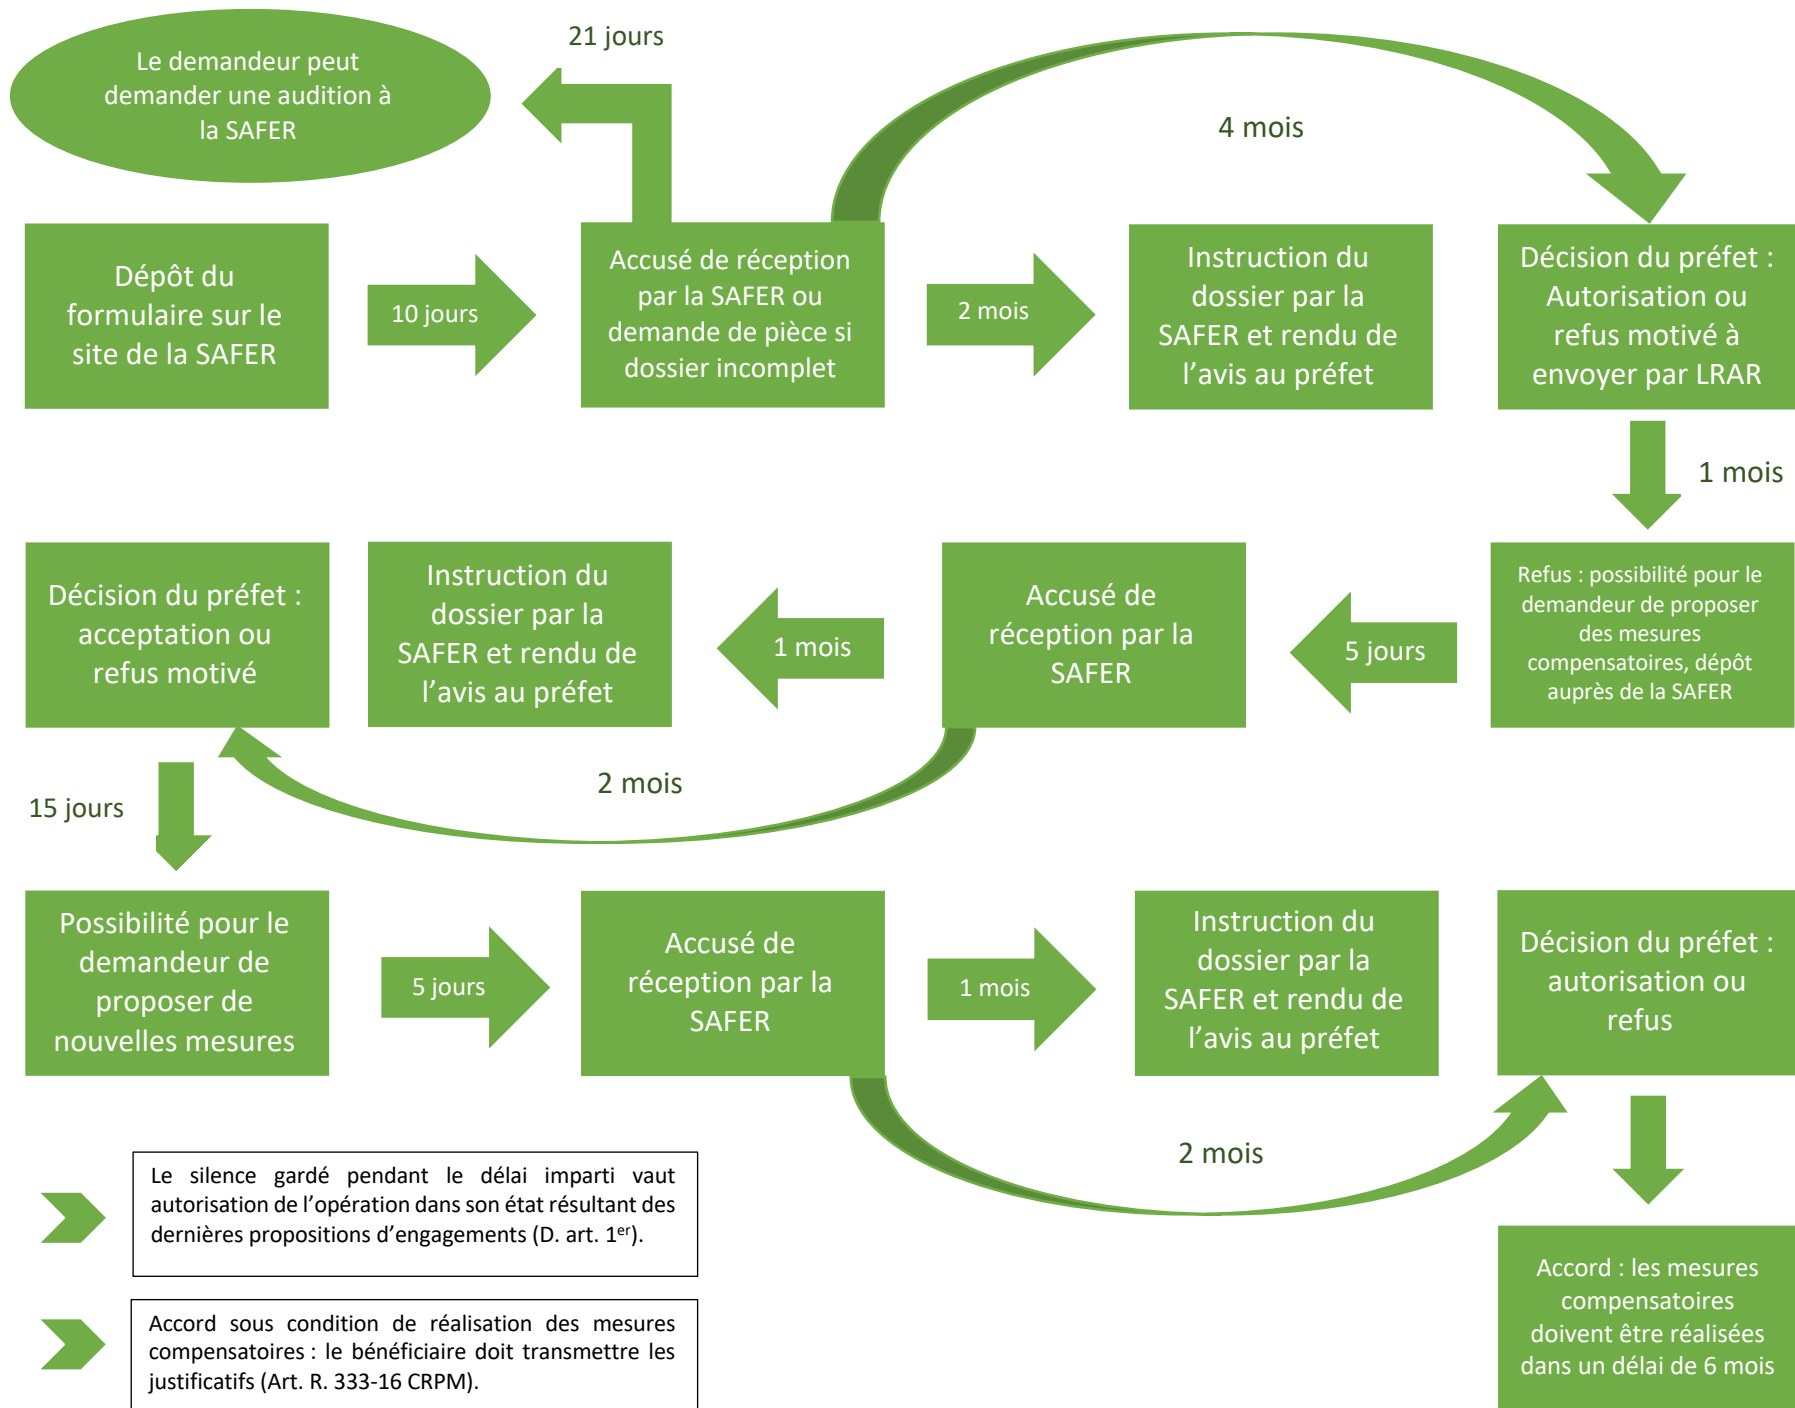 21 jours
Le demandeur peut
demander une audition à
la SAFER
4 mois
Dépôt du
formulaire sur le
site de la SAFER
10 jours
Accusé de réception
par la SAFER ou
demande de pièce si
dossier incomplet
2 mois
Instruction du
dossier par la
SAFER et rendu de
l’avis au préfet
Décision du préfet :
Autorisation ou
refus motivé à
envoyer par LRAR
1 mois
Refus : possibilité pour le
demandeur de proposer
des mesures
compensatoires, dépôt
auprès de la SAFER
5 jours
Accusé de
réception par la
SAFER
1 mois
Instruction du
dossier par la
SAFER et rendu de
l’avis au préfet
Décision du préfet :
acceptation ou
refus motivé
2 mois
15 jours
Possibilité pour le
demandeur de
proposer de
nouvelles mesures
5 jours
Accusé de
réception par la
SAFER
1 mois
Instruction du
dossier par la
SAFER et rendu de
l’avis au préfet
Décision du préfet :
autorisation ou
refus
2 mois
Accord : les mesures
compensatoires
doivent être réalisées
dans un délai de 6 mois
Le silence gardé pendant le délai imparti vaut
autorisation de l’opération dans son état résultant des
dernières propositions d’engagements (D. art. 1er).
Accord sous condition de réalisation des mesures
compensatoires : le bénéficiaire doit transmettre les
justificatifs (Art. R. 333-16 CRPM).